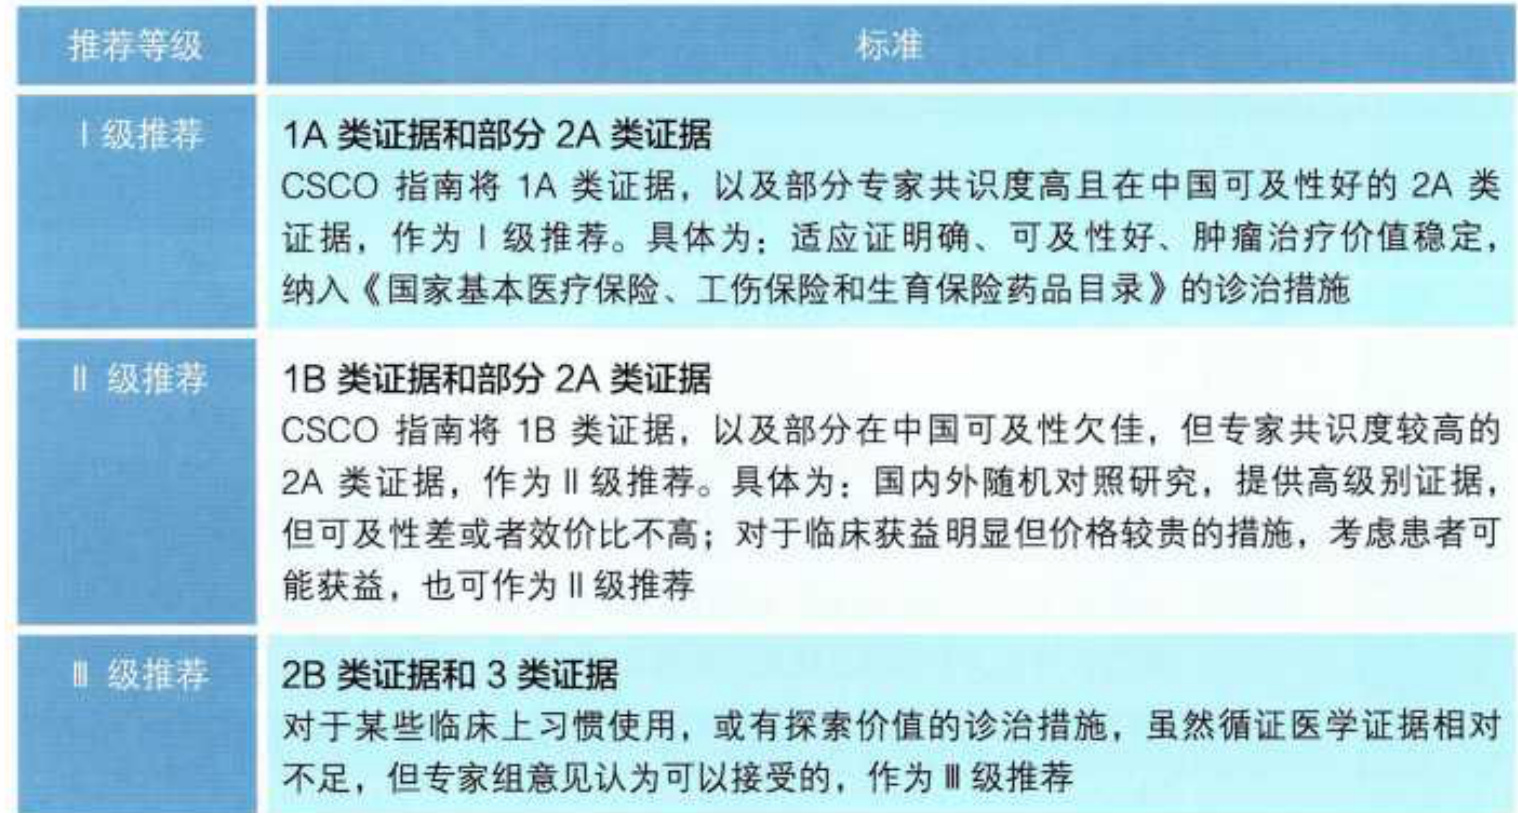 推荐等级
标准
Ⅰ级推荐
1A 类证据和部分 2A 类证据
CSCO 指南将 1A 类证据，以及部分专家共识度高且在中国可及性好的 2A 类
证据，作为Ⅰ级推荐。具体为：适应证明确、可及性好、肿瘤治疗价值稳定，
纳入《国家基本医疗保险、工伤保险和生育保险药品目录》的诊治措施
Ⅱ 级推荐
1B 类证据和部分 2A 类证据
CSCO 指南将 1B 类证据，以及部分在中国可及性欠佳，但专家共识度较高的
2A 类证据，作为Ⅱ级推荐。具体为：国内外随机对照研究，提供高级别证据，
但可及性差或者效价比不高；对于临床获益明显但价格较贵的措施，考虑患者可
能获益，也可作为Ⅱ级推荐
Ⅲ 级推荐
2B 类证据和 3 类证据
对于某些临床上习惯使用，或有探索价值的诊治措施，虽然循证医学证据相对
不足，但专家组意见认为可以接受的，作为Ⅲ级推荐